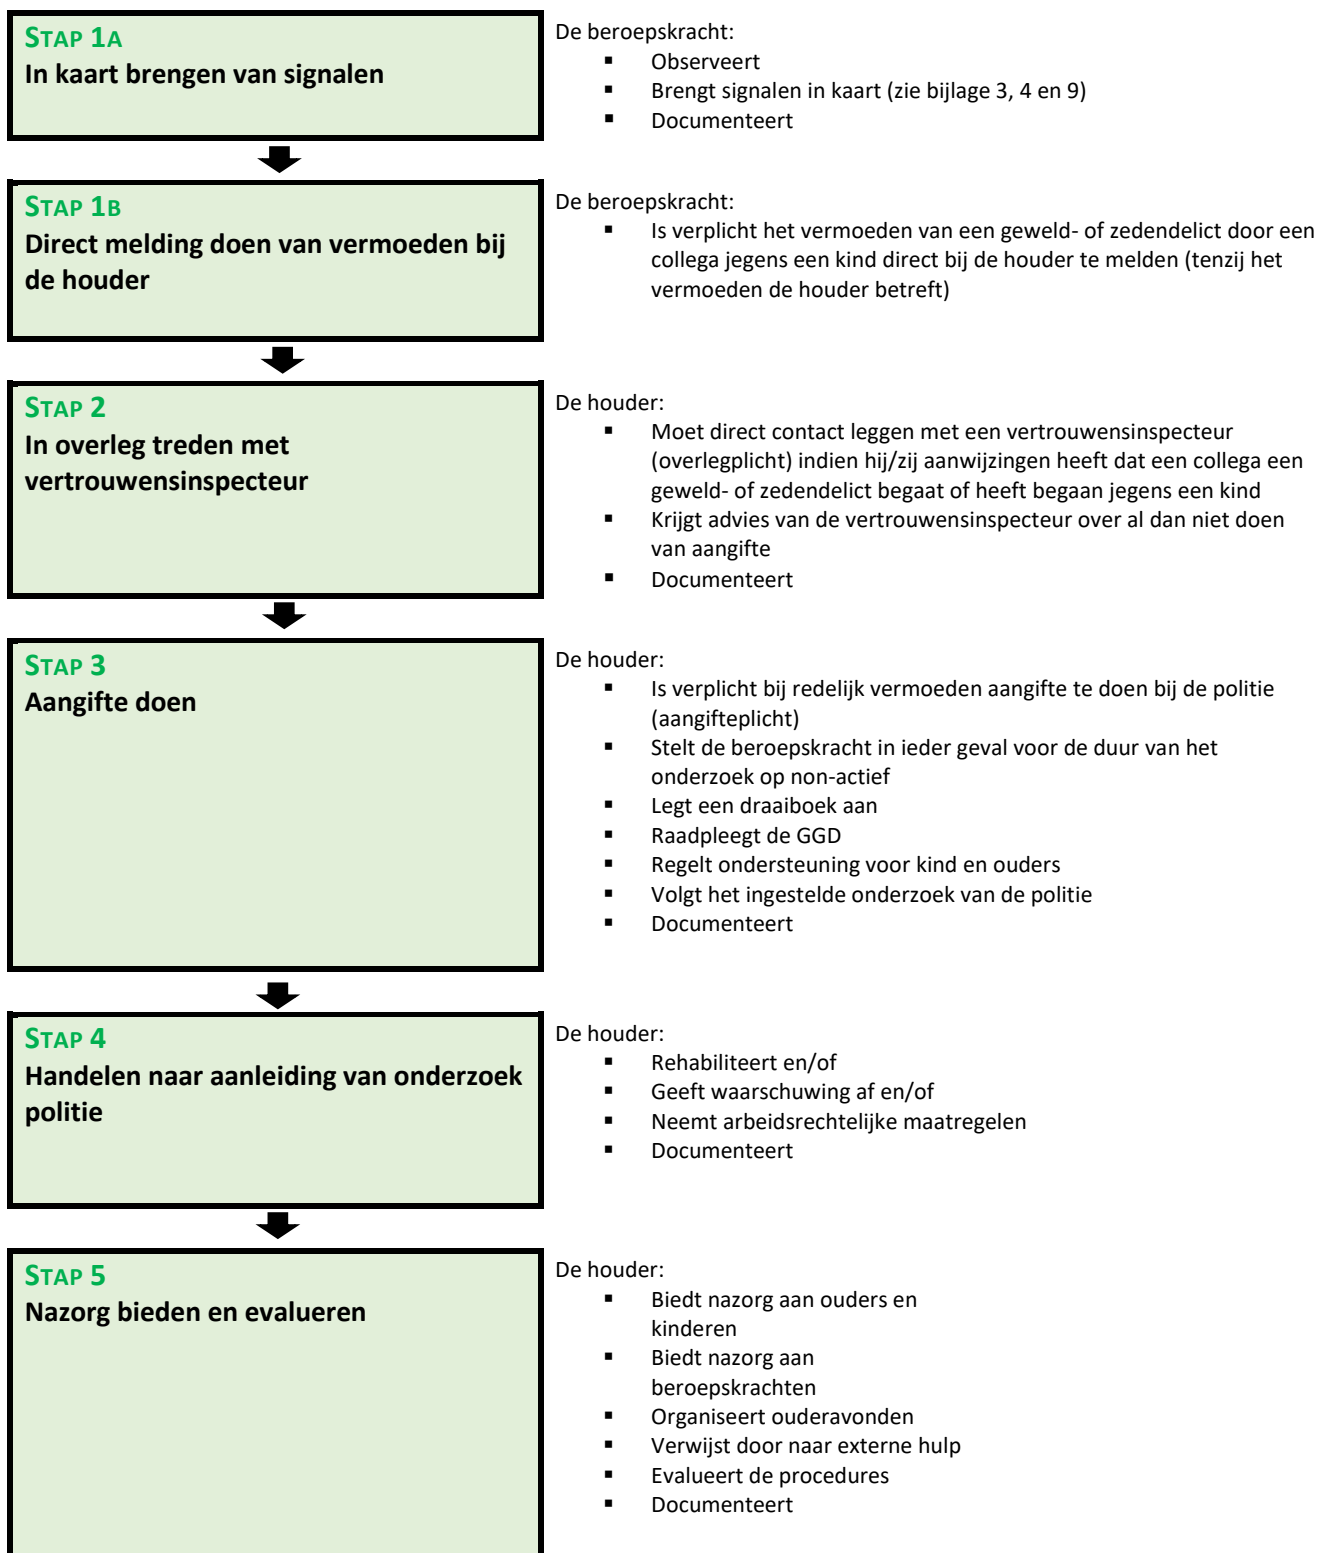 STAP 1A
In kaart brengen van signalen
De beroepskracht:
▪ Observeert
▪ Brengt signalen in kaart (zie bijlage 3, 4 en 9)
▪ Documenteert
STAP 1B
Direct melding doen van vermoeden bij
de houder
De beroepskracht:
▪ Is verplicht het vermoeden van een geweld- of zedendelict door een
collega jegens een kind direct bij de houder te melden (tenzij het
vermoeden de houder betreft)
STAP 2
In overleg treden met
vertrouwensinspecteur
De houder:
▪ Moet direct contact leggen met een vertrouwensinspecteur
(overlegplicht) indien hij/zij aanwijzingen heeft dat een collega een
geweld- of zedendelict begaat of heeft begaan jegens een kind
▪ Krijgt advies van de vertrouwensinspecteur over al dan niet doen
van aangifte
▪ Documenteert
STAP 3
Aangifte doen
De houder:
▪ Is verplicht bij redelijk vermoeden aangifte te doen bij de politie
(aangifteplicht)
▪ Stelt de beroepskracht in ieder geval voor de duur van het
onderzoek op non-actief
▪ Legt een draaiboek aan
▪ Raadpleegt de GGD
▪ Regelt ondersteuning voor kind en ouders
▪ Volgt het ingestelde onderzoek van de politie
▪ Documenteert
STAP 4
Handelen naar aanleiding van onderzoek
politie
De houder:
▪ Rehabiliteert en/of
▪ Geeft waarschuwing af en/of
▪ Neemt arbeidsrechtelijke maatregelen
▪ Documenteert
STAP 5
Nazorg bieden en evalueren
De houder:
▪ Biedt nazorg aan ouders en
kinderen
▪ Biedt nazorg aan
beroepskrachten
▪ Organiseert ouderavonden
▪ Verwijst door naar externe hulp
▪ Evalueert de procedures
▪ Documenteert